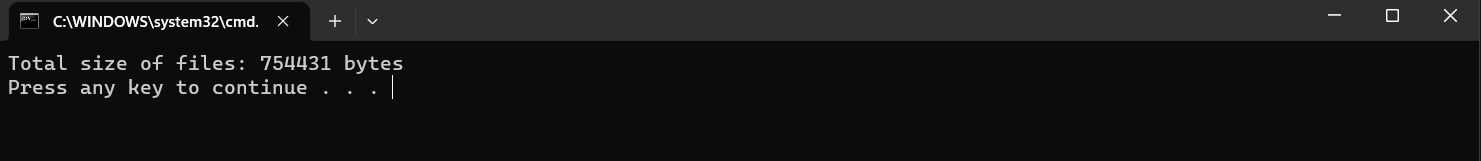 C:\WINDOWS\system32\cmd.
Total size of files: 754431 bytes
Press any key to continue . . .